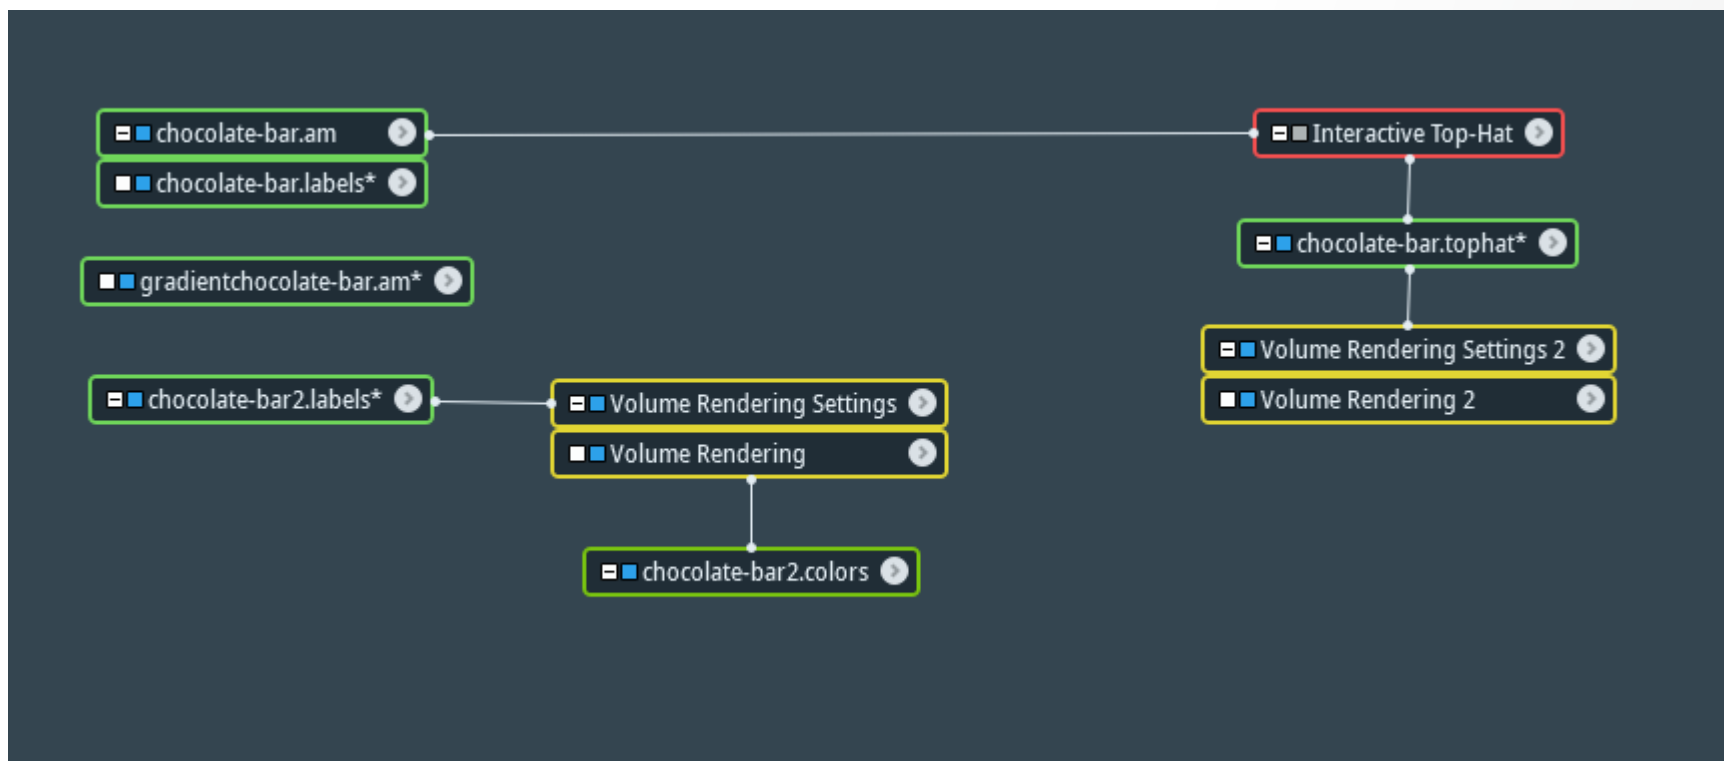 chocolate-bar.am
Interactive Top-Hat
chocolate-bar.labels*
chocolate-bar.tophat*
gradientchocolate-bar.am*
Volume Rendering Settings 2
chocolate-bar2.labels*
Volume Rendering Settings
Volume Rendering 2
Volume Rendering
chocolate-bar2.colors